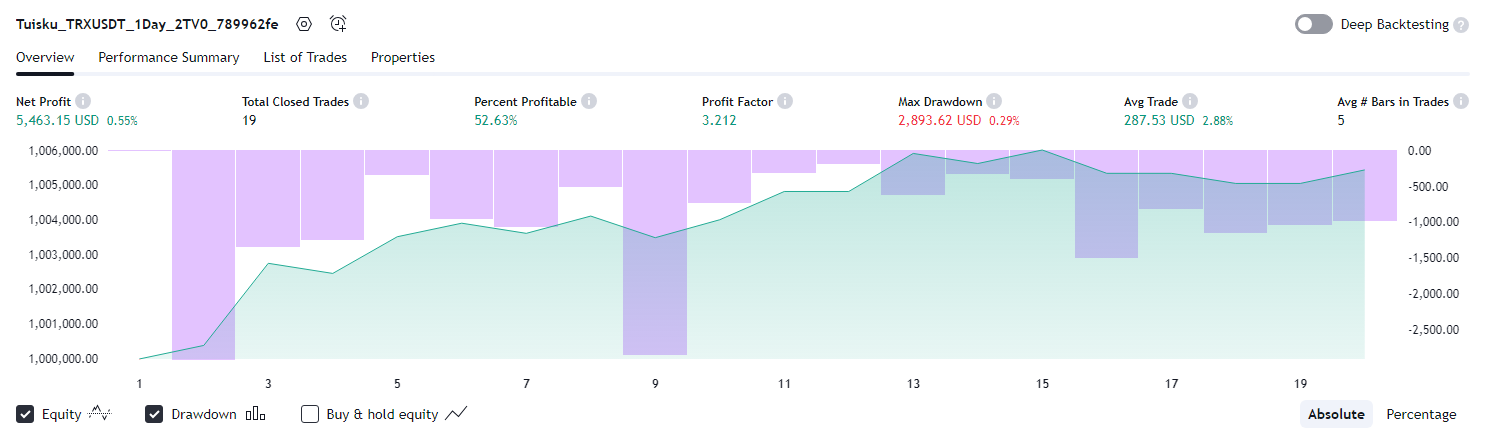 Tuisku_TRXUSDT_1Day_2TV0_789962fe
Deep Backtesting
Overview Performance Summary List of Trades Properties
Net Profit Total Closed Trades Percent Profitable Profit Factor Max Drawdown Avg Trade Avg # Bars in Trades
5,463.15 USD 0.55% 19 52.63% 3.212 2,893.62 USD 0.29% 287.53 USD 2.88% 5
1,006,000.00 0.00
1,005,000.00 -500.00
1,004,000.00 -1,000.00
1,003,000.00 -1,500.00
1,002,000.00 -2,000.00
1,001,000.00 -2,500.00
1,000,000.00
1 3 5 7 9 11 13 15 17 19
Equity Drawdown Buy & hold equity Absolute Percentage